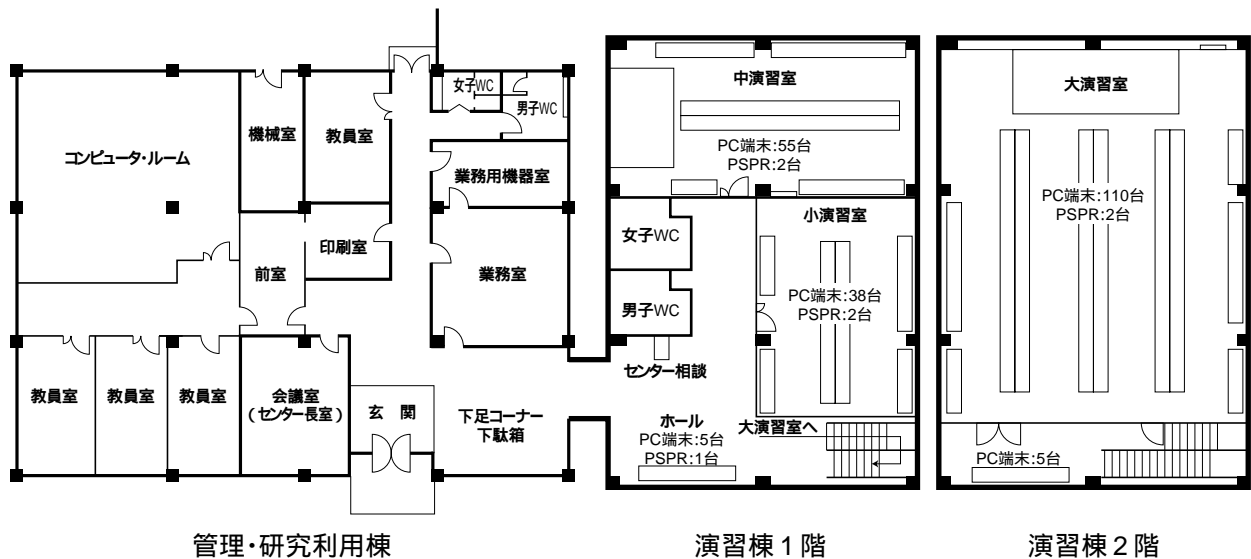 コンピュータ・ルーム
機械室
教員室
女子WC
男子WC
業務用機器室
印刷室
前室
業務室
教員室
教員室
教員室
会議室
(センター長室)
玄 関
下足コーナー
下駄箱
管理・研究利用棟
中演習室
PC端末:55台
PSPR:2台
小演習室
女子WC
PC端末:38台
PSPR:2台
男子WC
センター相談
ホール
PC端末:5台
PSPR:1台
大演習室へ
演習棟1階
大演習室
PC端末:110台
PSPR:2台
PC端末:5台
演習棟2階